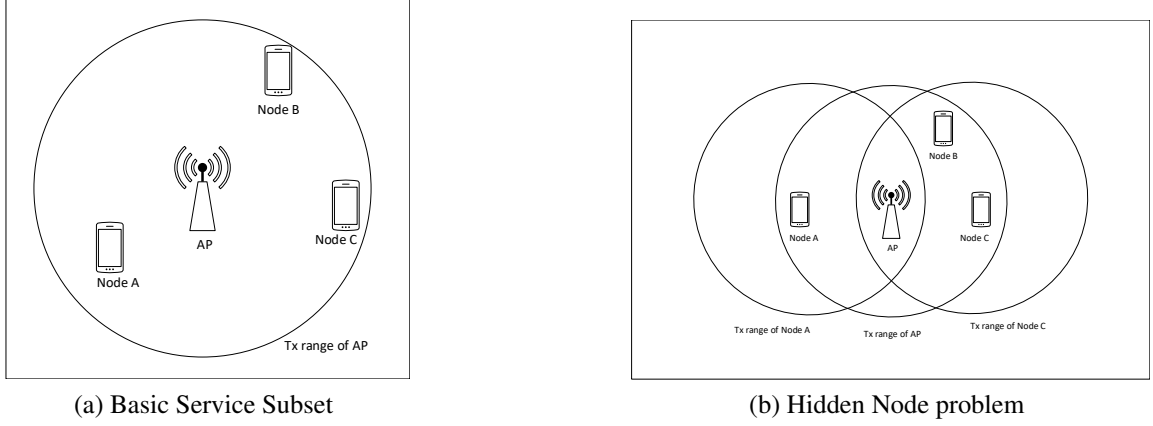 Node B
AP
Node C
Node A
Tx range of AP
(a) Basic Service Subset
Node B
Node A
AP
Node C
Tx range of Node A
Tx range of AP
Tx range of Node C
(b) Hidden Node problem